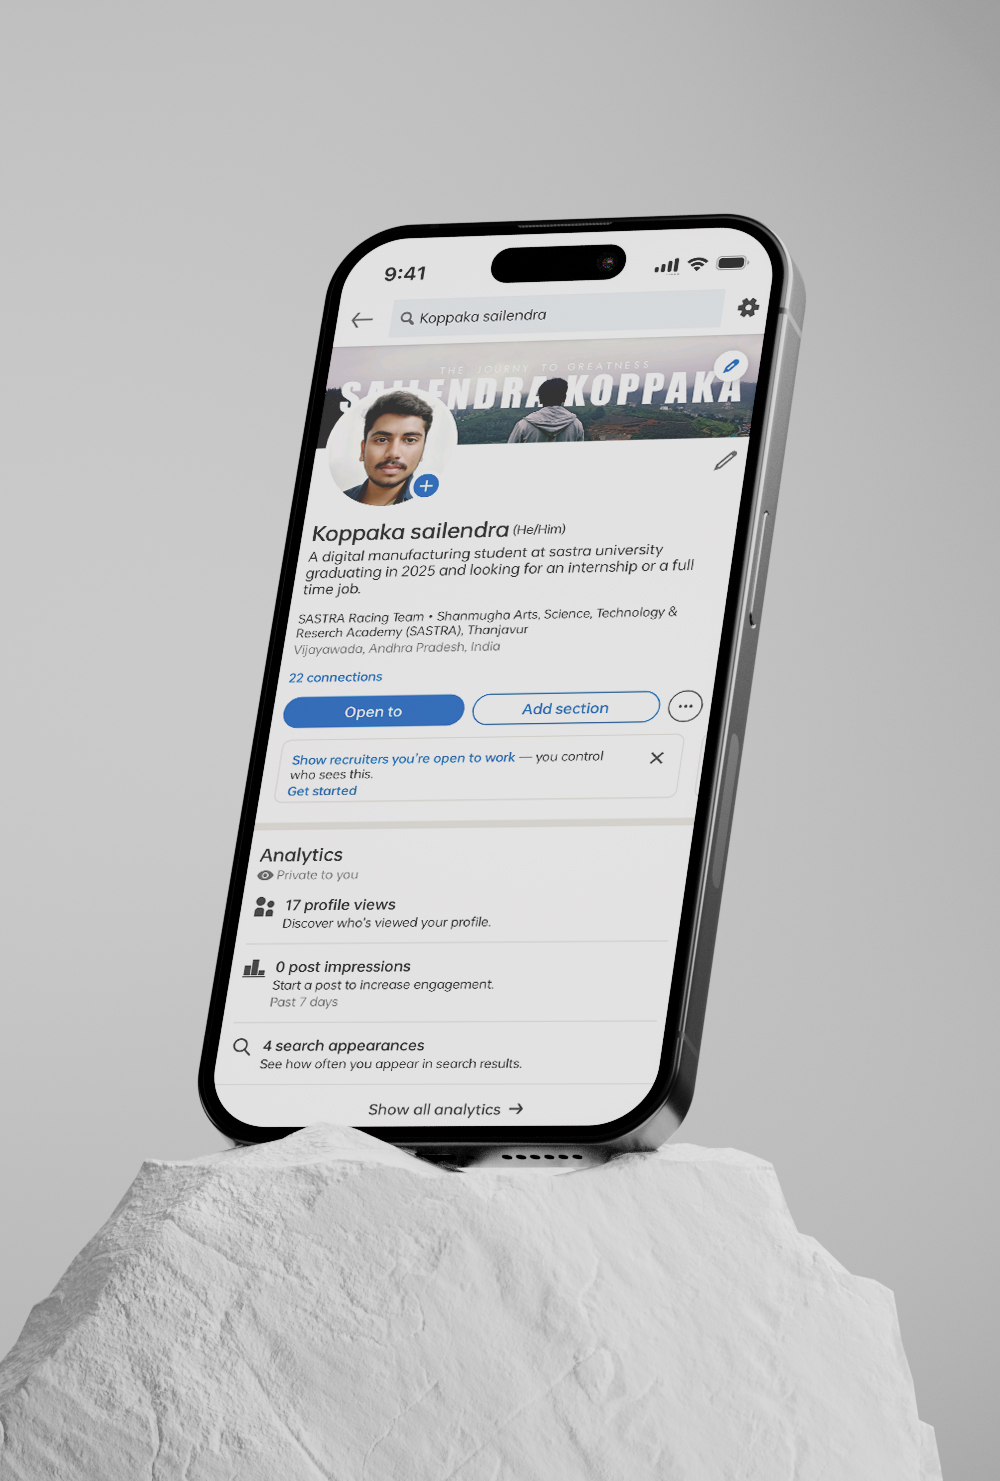 9:41
Koppaka sailendra
THE JOURNY TO GREATNESS
SAILENDRA KOPPAKA
Koppaka sailendra (He/Him)
A digital manufacturing student at sastra university
graduating in 2025 and looking for an internship or a full
time job.
SASTRA Racing Team • Shanmugha Arts, Science, Technology &
Reserch Academy (SASTRA), Thanjavur
Vijayawada, Andhra Pradesh, India
22 connections
Open to
Add section
Show recruiters you're open to work — you control
who sees this.
Get started
Analytics
Private to you
17 profile views
Discover who's viewed your profile.
0 post impressions
Start a post to increase engagement.
Past 7 days
4 search appearances
See how often you appear in search results.
Show all analytics →